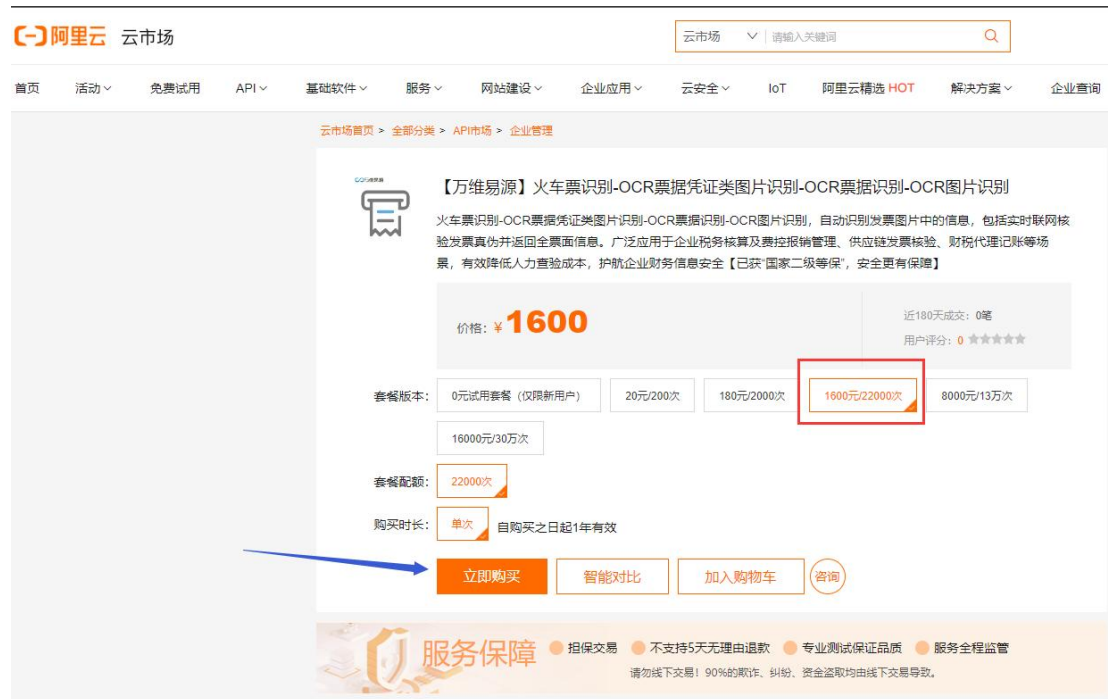 阿里云 云市场
云市场 请输入关键词
首页 活动 免费试用 API 基础软件 服务 网站建设 企业应用 云安全 IoT 阿里云精选 HOT 解决方案 企业查询
云市场首页 > 全部分类 > API市场 > 企业管理
【万维易源】火车票识别-OCR票据凭证类图片识别-OCR票据识别-OCR图片识别
火车票识别-OCR票据凭证类图片识别-OCR票据识别-OCR图片识别，自动识别发票图片中的信息，包括实时联网核
验发票真伪并返回全票面信息。广泛应用于企业税务核算及费控报销管理、供应链发票核验、财税代理记账等场
景，有效降低人力查验成本，护航企业财务信息安全【已获“国家二级等保”，安全更有保障】
价格：¥1600
近180天成交：0笔
用户评分：0
套餐版本： 0元试用套餐（仅限新用户） 20元/200次 180元/2000次 1600元/22000次 8000元/13万次
16000元/30万次
套餐配额： 22000次
购买时长： 单次 自购买之日起1年有效
立即购买 智能对比 加入购物车 咨询
服务保障 担保交易 不支持5天无理由退款 专业测试保证品质 服务全程监管
请勿线下交易！90%的欺诈、纠纷、资金盗取均由线下交易导致。